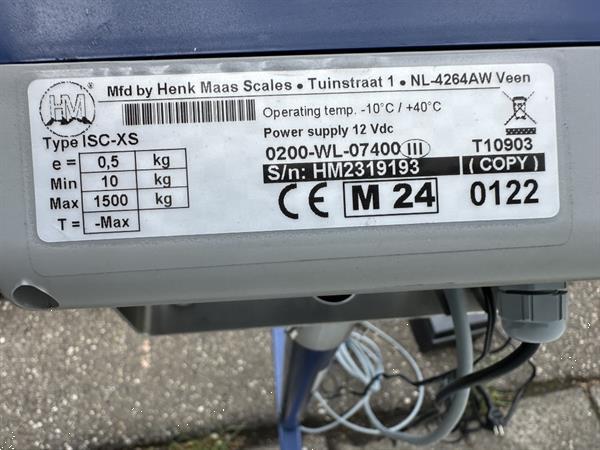 HM ®
Mfd by Henk Maas Scales • Tuinstraat 1 • NL-4264AW Veen
Operating temp. -10°C / +40°C
Type ISC-XS
Power supply 12 Vdc
e = 0,5 kg
0200-WL-07400 III
T10903
Min 10 kg
S/n: HM2319193
(COPY)
Max 1500 kg
T = -Max
CE M 24 0122